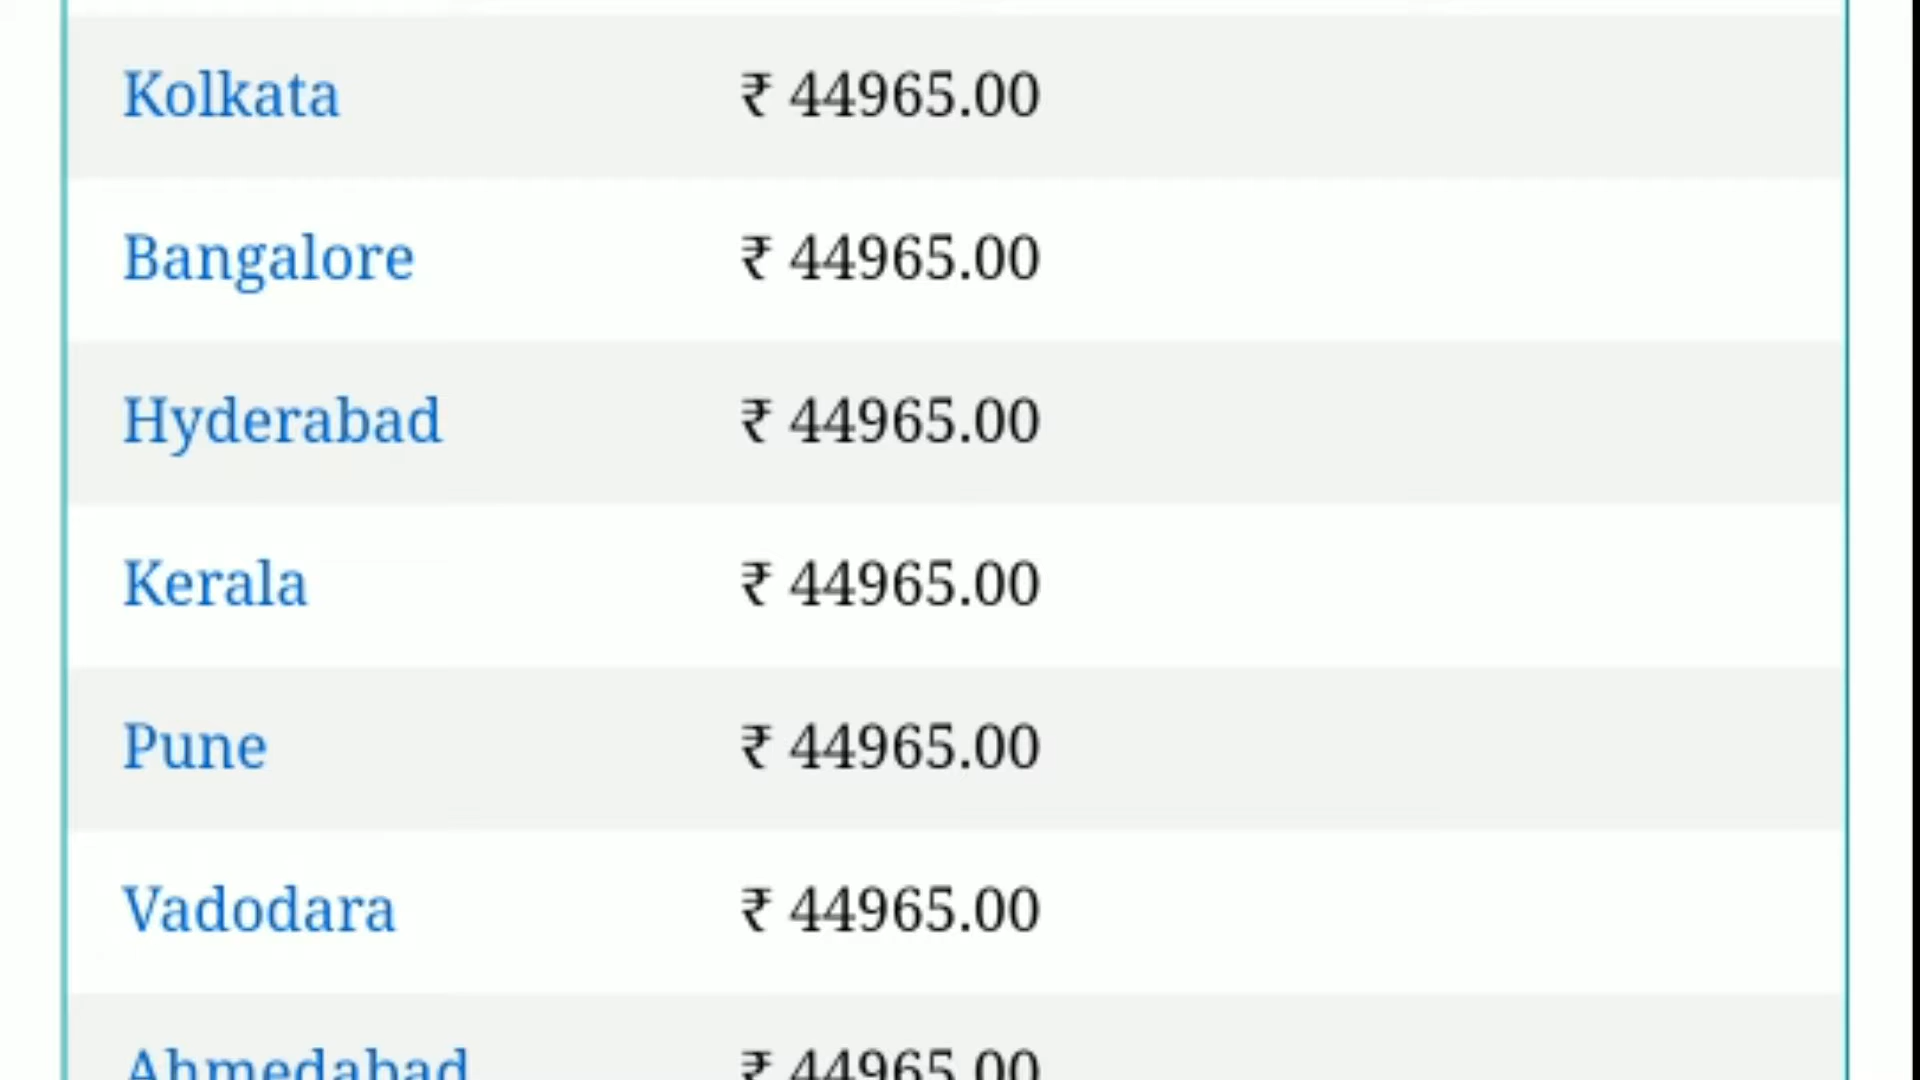 Kolkata ₹ 44965.00
Bangalore ₹ 44965.00
Hyderabad ₹ 44965.00
Kerala ₹ 44965.00
Pune ₹ 44965.00
Vadodara ₹ 44965.00
Ahmedabad ₹ 44965.00